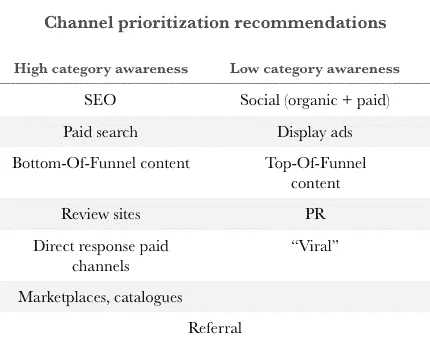 Channel prioritization recommendations
High category awareness Low category awareness
SEO Social (organic + paid)
Paid search Display ads
Bottom-Of-Funnel content Top-Of-Funnel
content
Review sites PR
Direct response paid “Viral”
channels
Marketplaces, catalogues
Referral